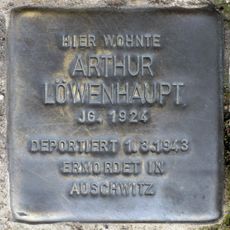 HIER WOHNTE
ARTHUR
LÖWENHAUPT
JG. 1924
DEPORTIERT 1.3.1943
ERMORDET IN
AUSCHWITZ